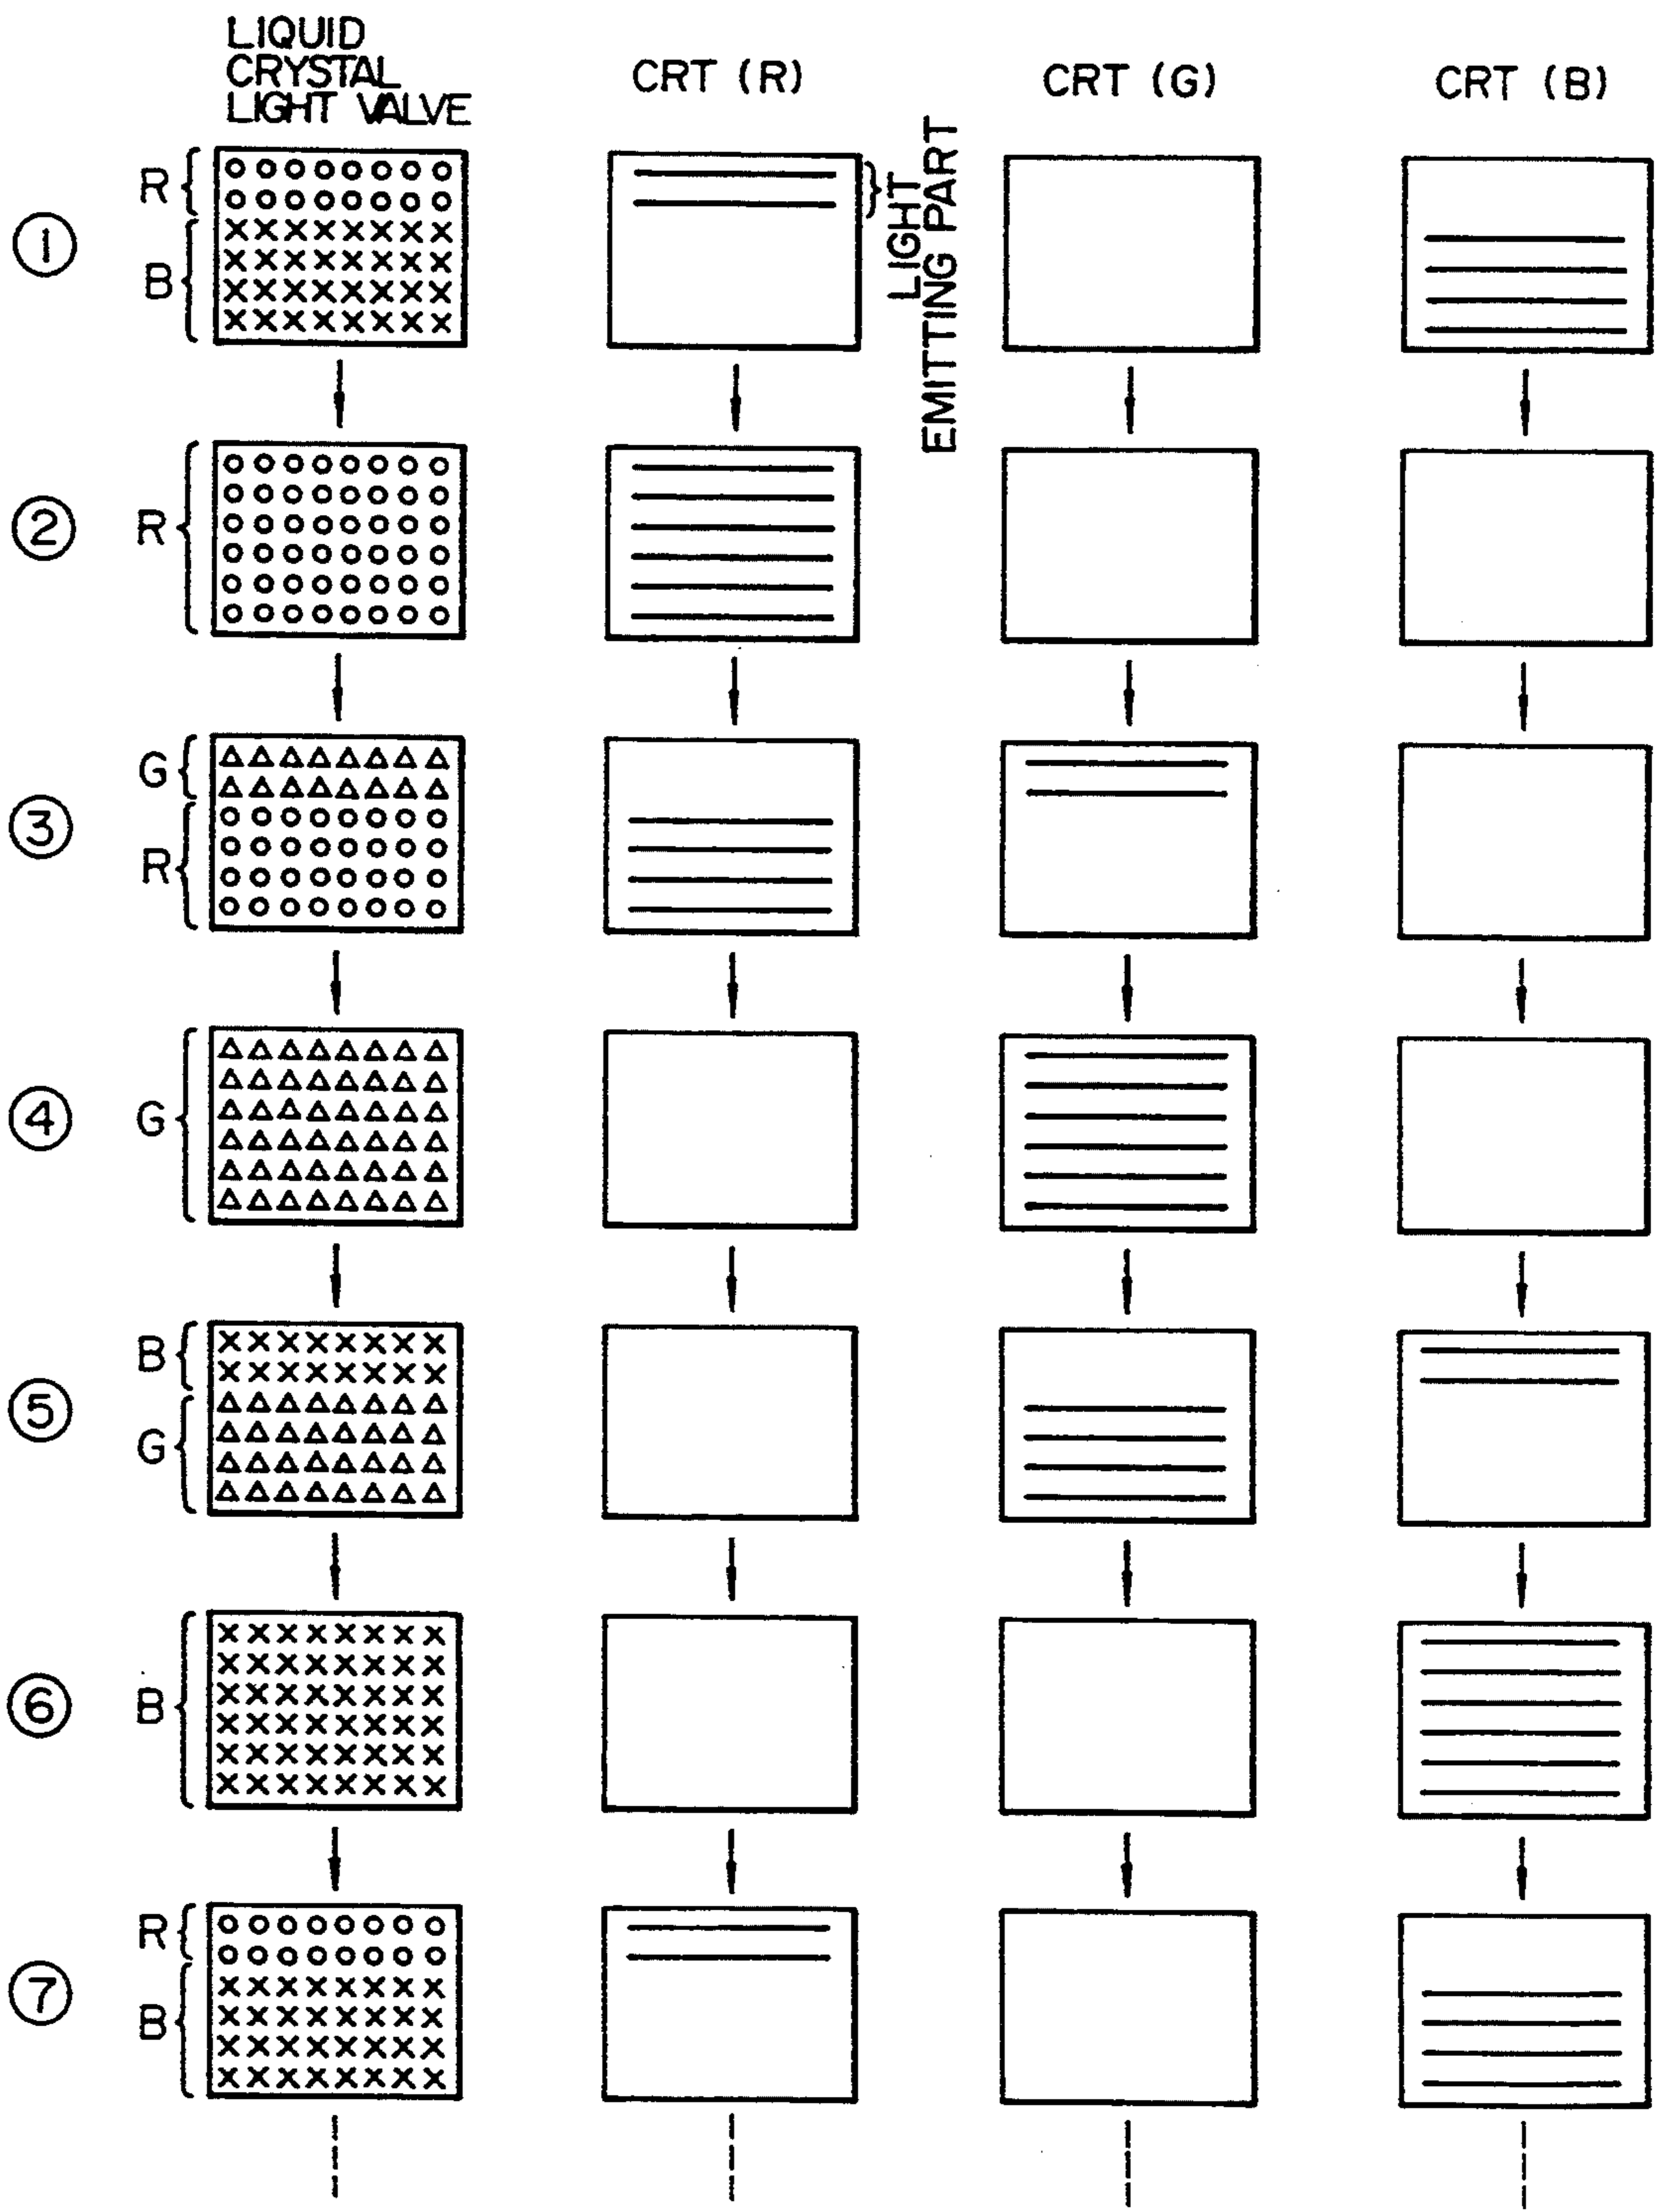 LIQUID
CRYSTAL
LIGHT VALVE
CRT (R)
CRT (G)
CRT (B)
①
R
B
LIGHT
EMITTING PART
②
R
③
G
R
④
G
⑤
B
G
⑥
B
⑦
R
B